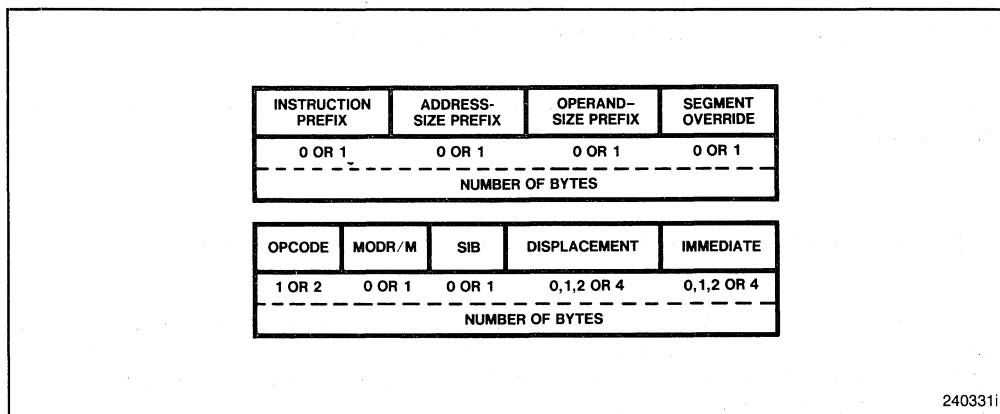 INSTRUCTION PREFIX ADDRESS-SIZE PREFIX OPERAND-SIZE PREFIX SEGMENT OVERRIDE
0 OR 1 0 OR 1 0 OR 1 0 OR 1
NUMBER OF BYTES
OPCODE MODR/M SIB DISPLACEMENT IMMEDIATE
1 OR 2 0 OR 1 0 OR 1 0,1,2 OR 4 0,1,2 OR 4
NUMBER OF BYTES
240331i